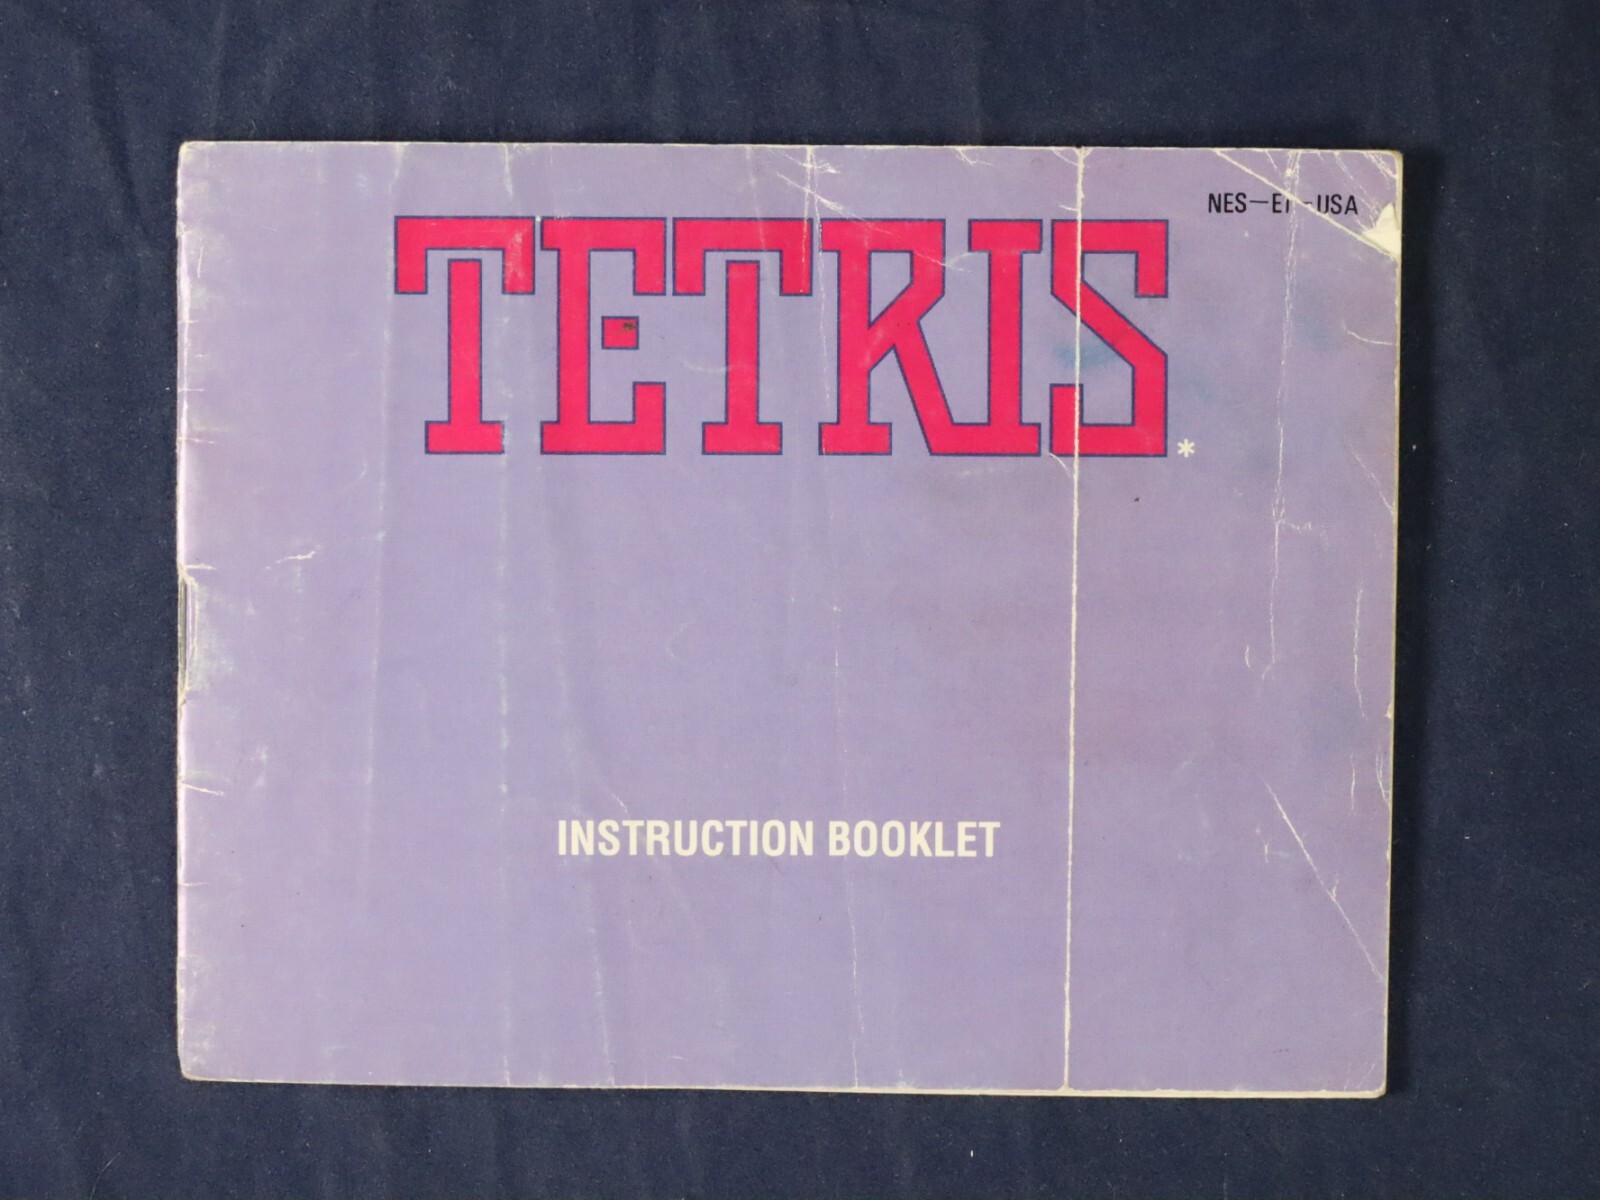 NES—E -USA
TETRIS*
INSTRUCTION BOOKLET